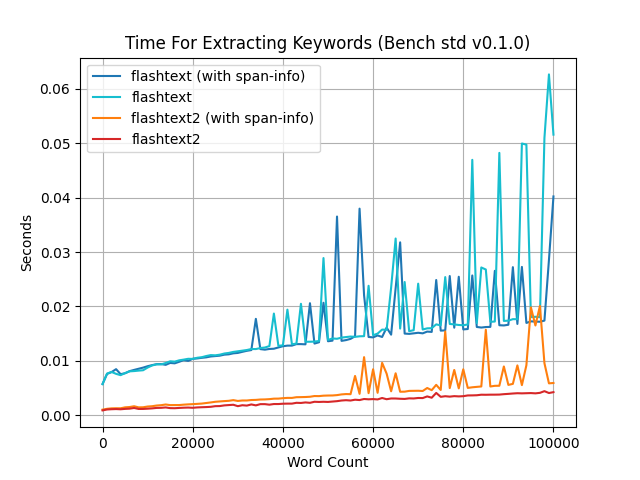 Time For Extracting Keywords (Bench std v0.1.0)
flashtext (with span-info)
flashtext
flashtext2 (with span-info)
flashtext2
0.06
0.05
0.04
0.03
0.02
0.01
0.00
Seconds
0 20000 40000 60000 80000 100000
Word Count